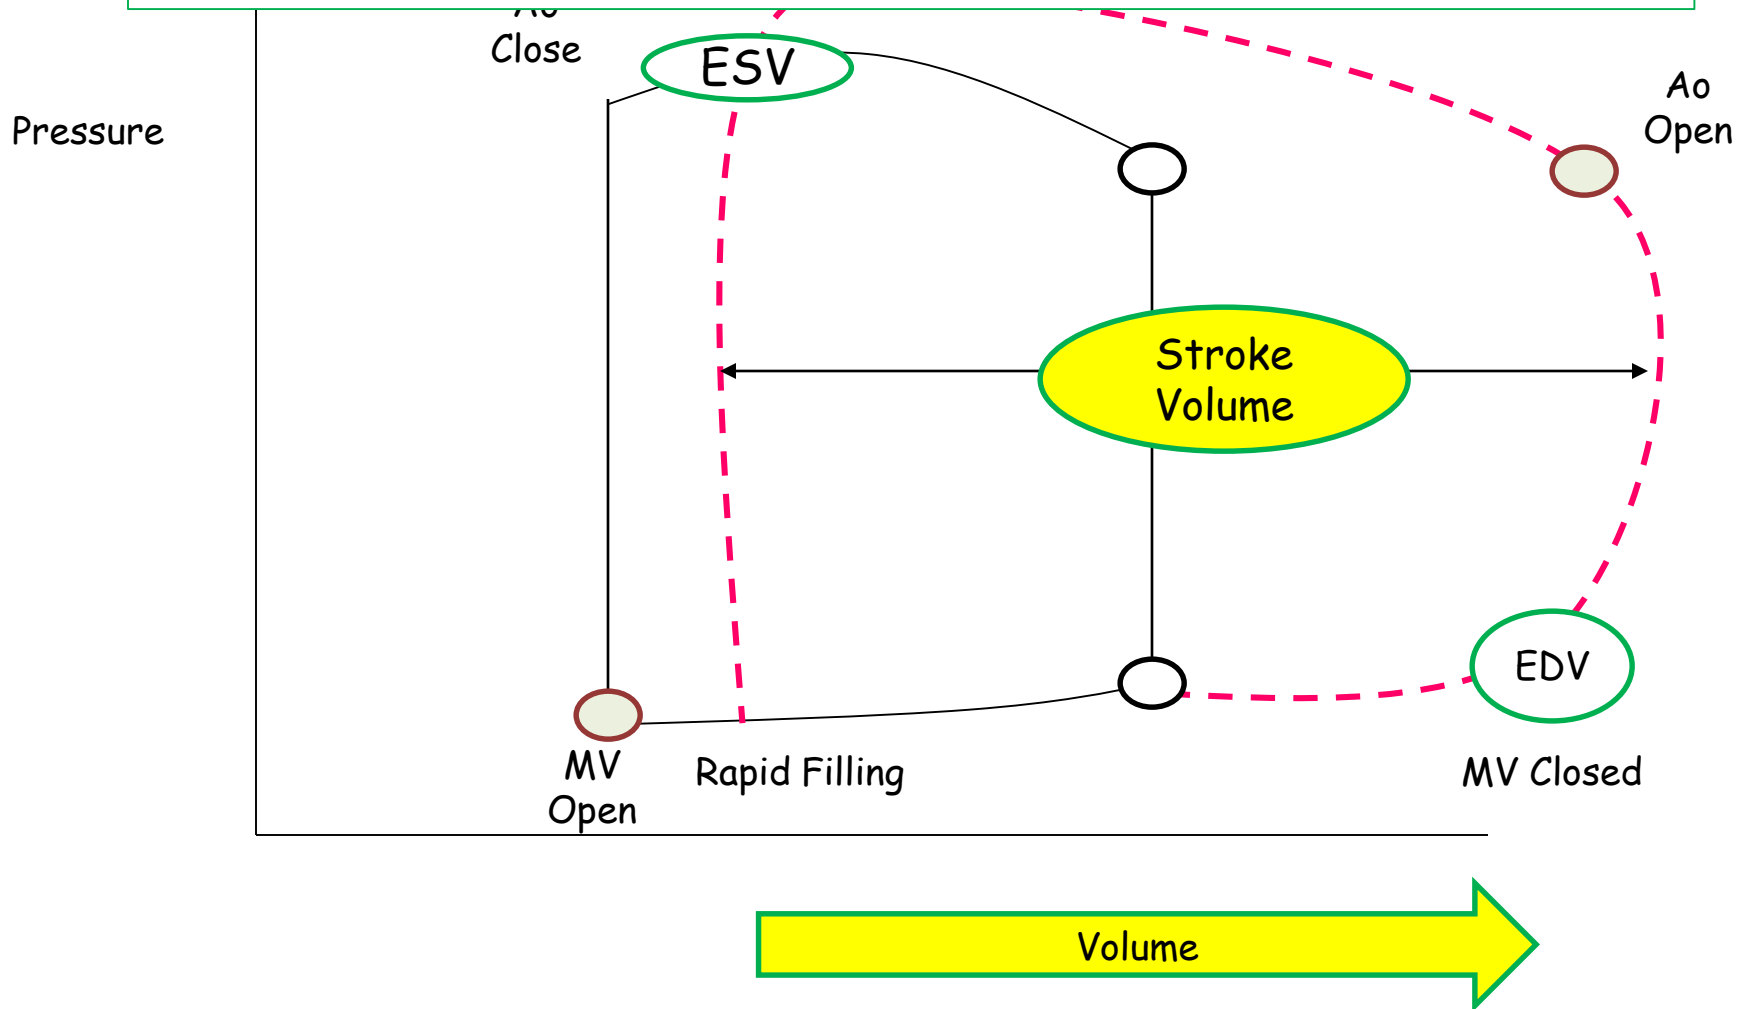 Close
ESV
Ao
Open
Pressure
Stroke
Volume
EDV
MV
Open
Rapid Filling
MV Closed
Volume